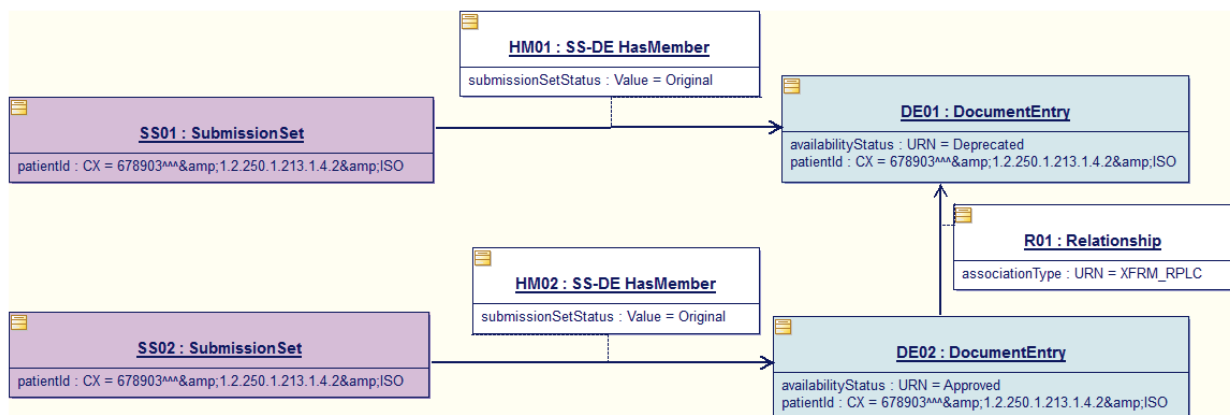 HM01 : SS-DE HasMember
submissionSetStatus : Value = Original
SS01 : SubmissionSet
patientId : CX = 678903^^^&amp;1.2.250.1.213.1.4.2&amp;ISO
DE01 : DocumentEntry
availabilityStatus : URN = Deprecated
patientId : CX = 678903^^^&amp;1.2.250.1.213.1.4.2&amp;ISO
R01 : Relationship
associationType : URN = XFRM_RPLC
HM02 : SS-DE HasMember
submissionSetStatus : Value = Original
SS02 : SubmissionSet
patientId : CX = 678903^^^&amp;1.2.250.1.213.1.4.2&amp;ISO
DE02 : DocumentEntry
availabilityStatus : URN = Approved
patientId : CX = 678903^^^&amp;1.2.250.1.213.1.4.2&amp;ISO